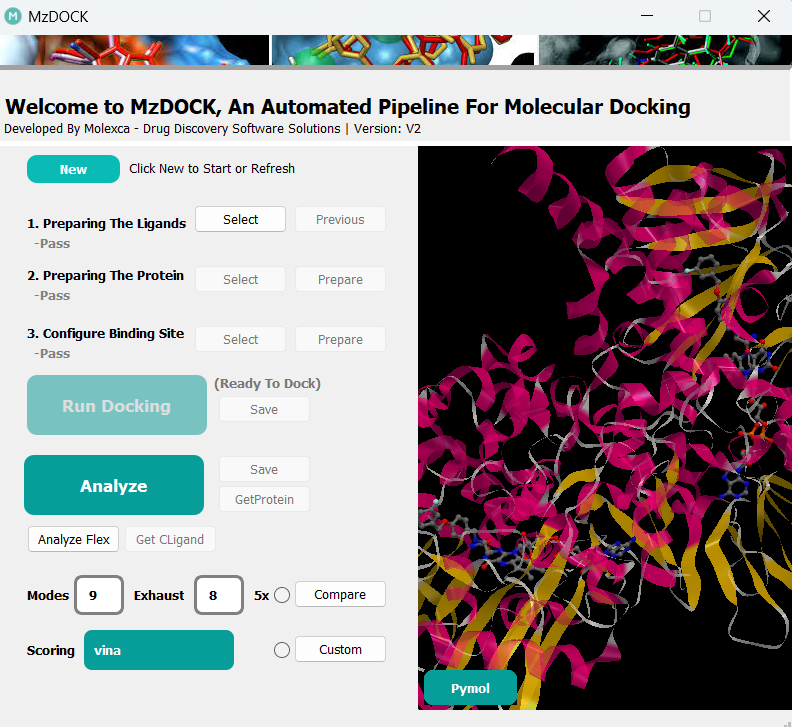 M MzDOCK
Welcome to MzDOCK, An Automated Pipeline For Molecular Docking
Developed By Molexca - Drug Discovery Software Solutions | Version: V2
New Click New to Start or Refresh
1. Preparing The Ligands Select Previous
-Pass
2. Preparing The Protein Select Prepare
-Pass
3. Configure Binding Site Select Prepare
-Pass
Run Docking (Ready To Dock)
Save
Analyze Save
GetProtein
Analyze Flex Get CLigand
Modes 9 Exhaust 8 5x Compare
Scoring vina Custom
Pymol